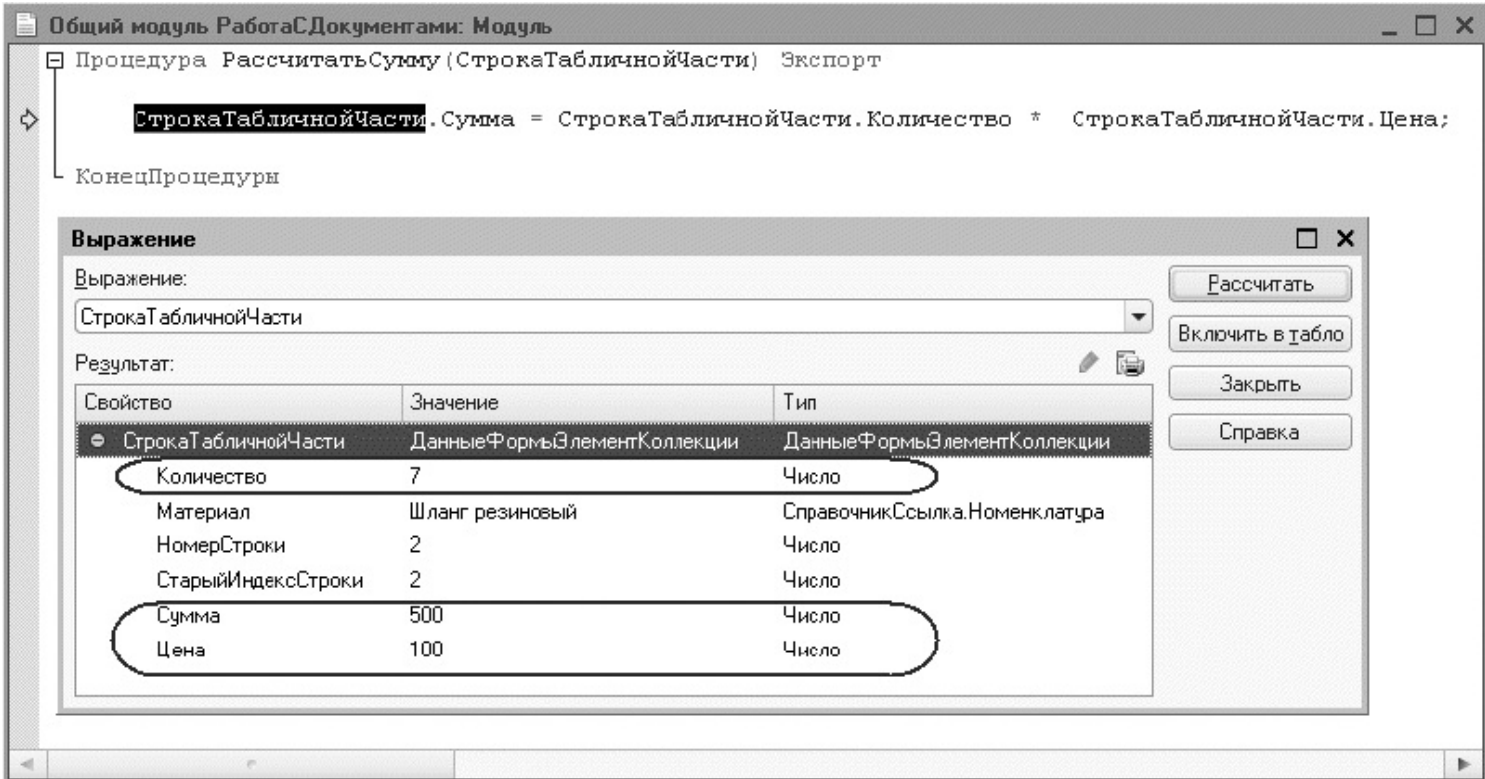 Общий модуль РаботаСДокументами: Модуль
Процедура РассчитатьСумму(СтрокаТабличнойЧасти) Экспорт
СтрокаТабличнойЧасти.Сумма = СтрокаТабличнойЧасти.Количество * СтрокаТабличнойЧасти.Цена;
КонецПроцедуры
Выражение
Выражение:
Рассчитать
СтрокаТабличнойЧасти
Включить в табло
Результат:
Закрыть
Свойство Значение Тип
Справка
СтрокаТабличнойЧасти ДанныеФормыЭлементКоллекции ДанныеФормыЭлементКоллекции
Количество 7 Число
Материал Шланг резиновый СправочникСсылка.Номенклатура
НомерСтроки 2 Число
СтарыйИндексСтроки 2 Число
Сумма 500 Число
Цена 100 Число